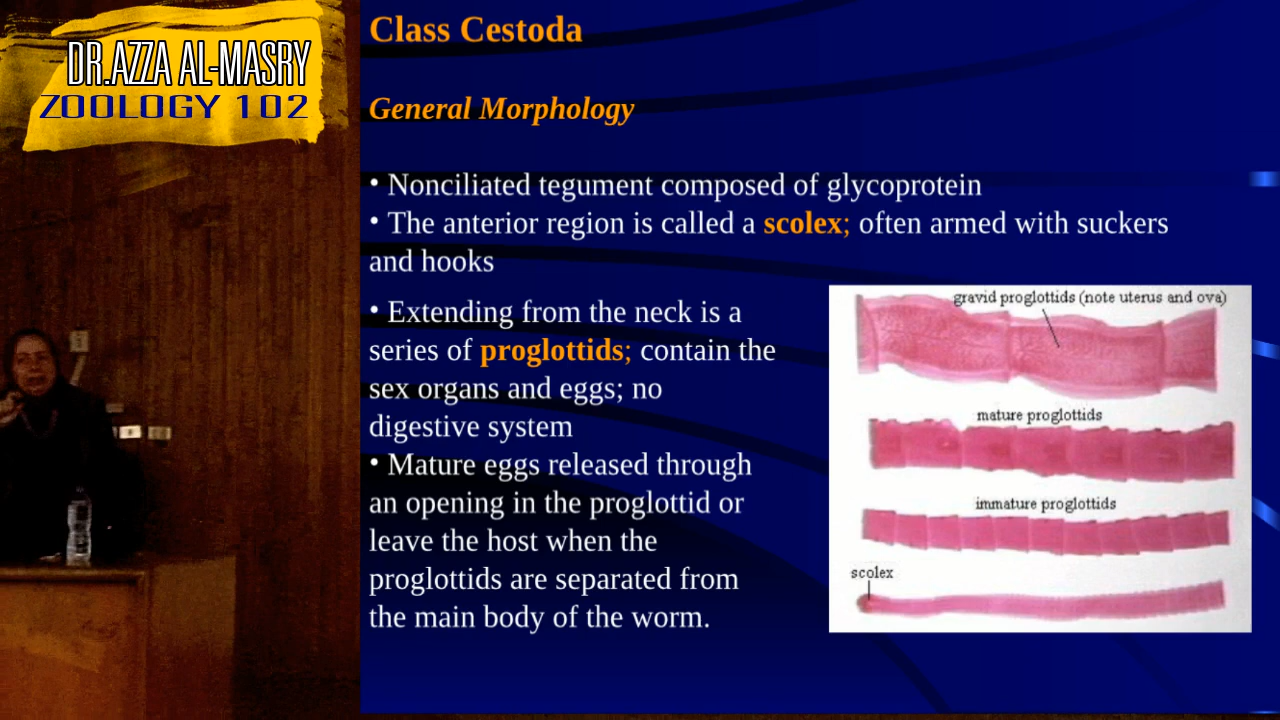 DR.AZZA AL-MASRY
ZOOLOGY 102
Class Cestoda
General Morphology
• Nonciliated tegument composed of glycoprotein
• The anterior region is called a scolex; often armed with suckers
and hooks
• Extending from the neck is a
series of proglottids; contain the
sex organs and eggs; no
digestive system
• Mature eggs released through
an opening in the proglottid or
leave the host when the
proglottids are separated from
the main body of the worm.
gravid proglottids (note uterus and ova)
mature proglottids
immature proglottids
scolex